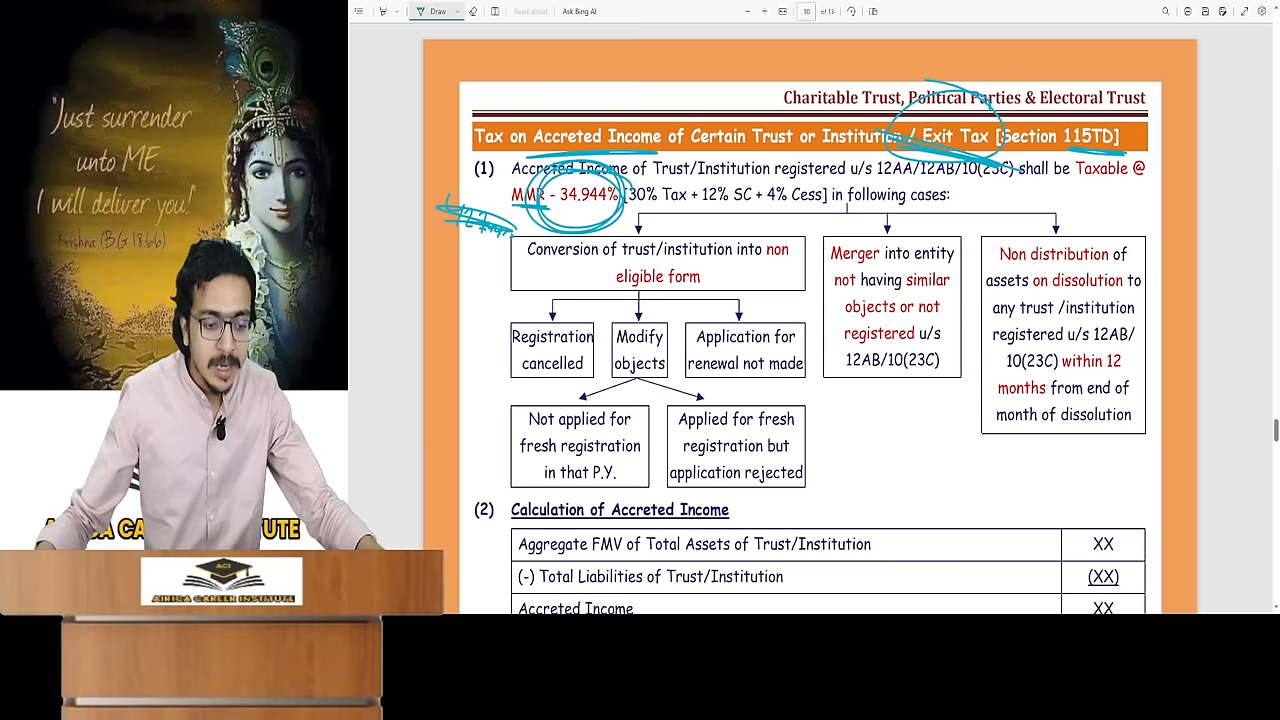 "Just surrender
unto ME
I will deliver you!"
-Krishna (BG 18:66)
ACI
AIRICA CAREER INSTITUTE
Draw
Read aloud
Ask Bing AI
10
of 13
Charitable Trust, Political Parties & Electoral Trust
Tax on Accreted Income of Certain Trust or Institution / Exit Tax [Section 115TD]
(1) Accreted Income of Trust/Institution registered u/s 12AA/12AB/10(23C) shall be Taxable @
MMR - 34.944% [30% Tax + 12% SC + 4% Cess] in following cases:
Conversion of trust/institution into non
eligible form
Registration
cancelled
Modify
objects
Application for
renewal not made
Not applied for
fresh registration
in that P.Y.
Applied for fresh
registration but
application rejected
Merger into entity
not having similar
objects or not
registered u/s
12AB/10(23C)
Non distribution of
assets on dissolution to
any trust /institution
registered u/s 12AB/
10(23C) within 12
months from end of
month of dissolution
(2) Calculation of Accreted Income
Aggregate FMV of Total Assets of Trust/Institution XX
(-) Total Liabilities of Trust/Institution (XX)
Accreted Income XX